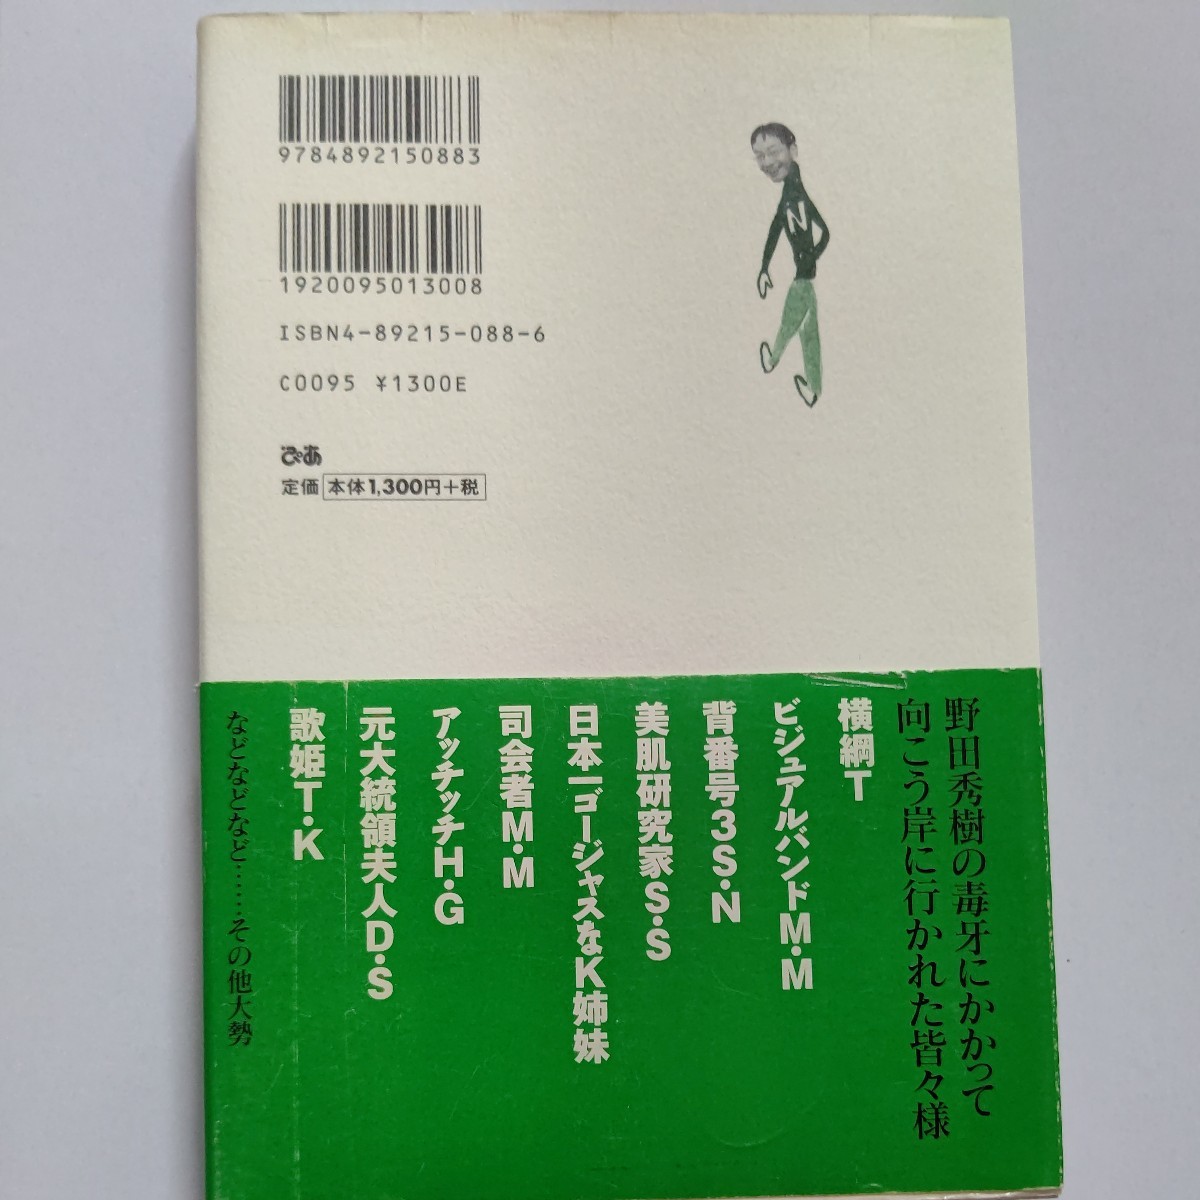 9784892150883
1920095013008
ISBN4-89215-088-6
C0095 ¥1300E
ぴあ
定価 本体1,300円+税
N
野田秀樹の毒牙にかかって
向こう岸に行かれた皆々様
横綱T
ビジュアルバンドM・M
背番号3S・N
美肌研究家S・S
日本一ゴージャスなK姉妹
司会者M・M
アッチッチH・G
元大統領夫人D・S
歌姫T・K
などなどなど……その他大勢